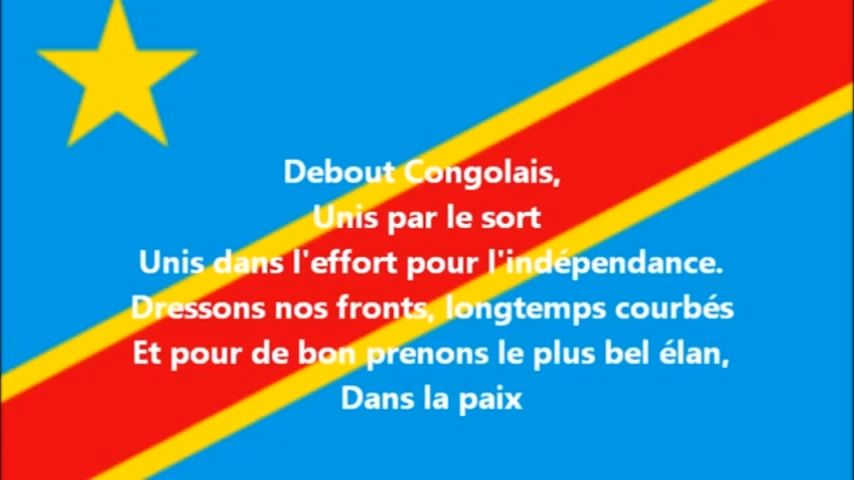 Debout Congolais,
Unis par le sort
Unis dans l'effort pour l'indépendance.
Dressons nos fronts, longtemps courbés
Et pour de bon prenons le plus bel élan,
Dans la paix